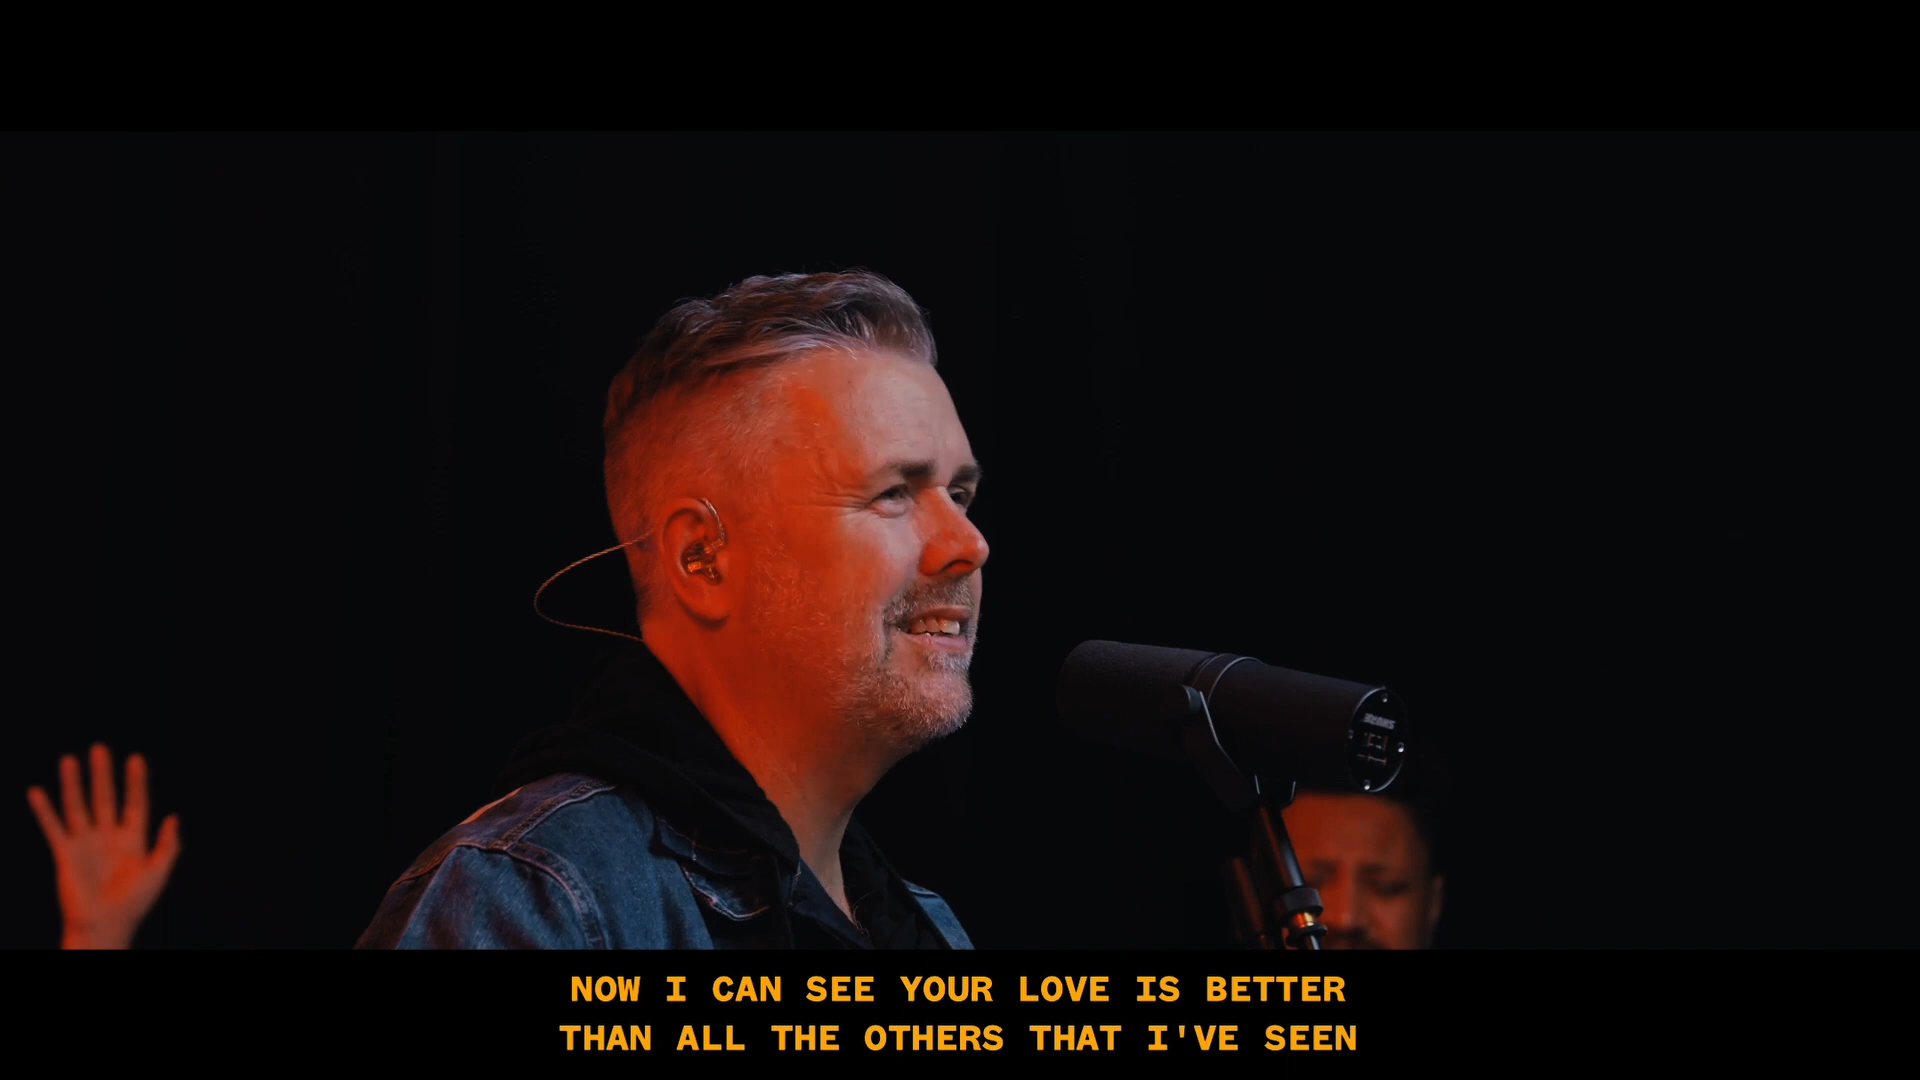 NOW I CAN SEE YOUR LOVE IS BETTER
THAN ALL THE OTHERS THAT I'VE SEEN